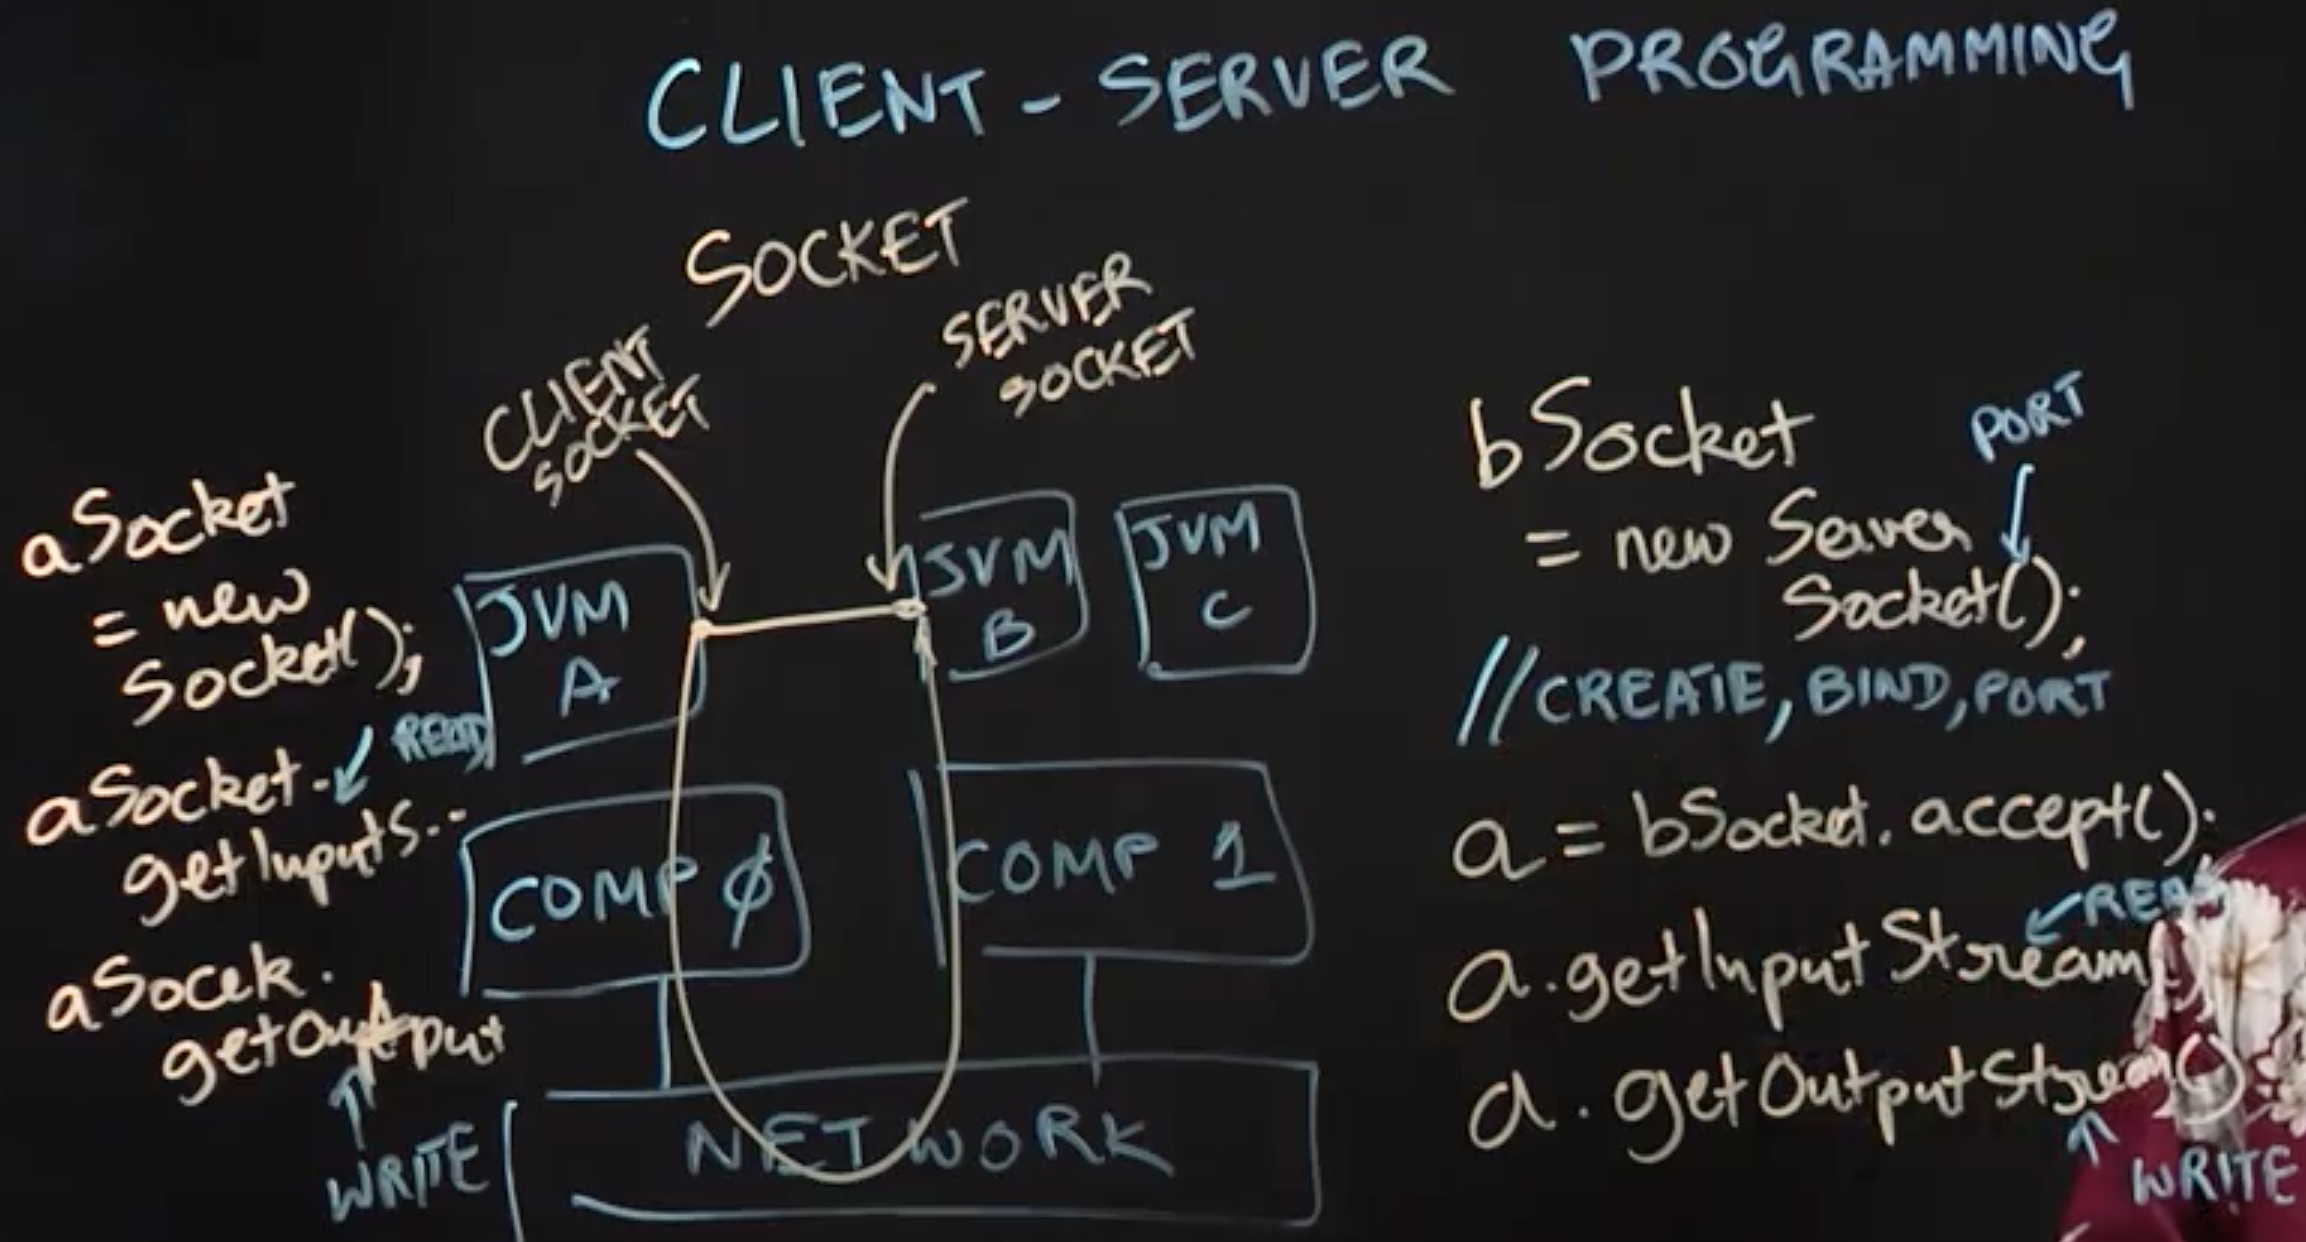 CLIENT - SERVER PROGRAMMING
SOCKET
CLIENT
SOCKET
SERVER
SOCKET
aSocket
= new
Socket();
READ
aSocket.
getInputS..
aSocek.
getOutput
WRITE
JVM
A
JVM
B
JVM
C
COMP 0
COMP 1
NETWORK
bSocket
PORT
= new Server
Socket();
//CREATE, BIND, PORT
a = bSocket.accept();
READ
a.getInputStream()
a.getOutputStream()
WRITE